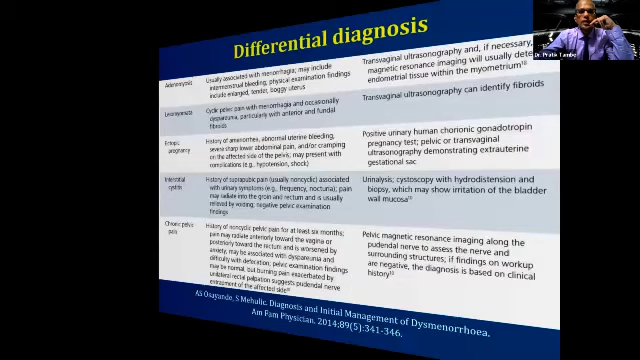 Differential diagnosis
Adenomyosis
Usually associated with menorrhagia; may include
intermenstrual bleeding; physical examination findings
include enlarged, tender, boggy uterus
Transvaginal ultrasonography and, if necessary,
magnetic resonance imaging will usually dete
endometrial tissue within the myometrium
Leiomyomata
Cyclic pelvic pain with menorrhagia and occasionally
dyspareunia, particularly with anterior and fundal
fibroids
Transvaginal ultrasonography can identify fibroids
Ectopic
pregnancy
History of amenorrhea, abnormal uterine bleeding,
severe sharp lower abdominal pain, and/or cramping
on the affected side of the pelvis; may present with
complications (e.g., hypotension, shock)
Positive urinary human chorionic gonadotropin
pregnancy test; pelvic or transvaginal
ultrasonography demonstrating extrauterine
gestational sac
Interstitial
cystitis
History of suprapubic pain (usually noncyclic) associated
with urinary symptoms (e.g., frequency, nocturia); pain
may radiate into the groin and rectum and is usually
relieved by voiding; negative pelvic examination
findings
Urinalysis; cystoscopy with hydrodistension and
biopsy, which may show irritation of the bladder
wall mucosa
Chronic pelvic
pain
History of noncyclic pelvic pain for at least six months;
pain may radiate anteriorly toward the vagina or
posteriorly toward the rectum and is worsened by
anxiety; may be associated with dyspareunia and
difficulty with defecation; pelvic examination findings
may be normal, but burning pain exacerbated by
unilateral rectal palpation suggests pudendal nerve
entrapment of the affected side
Pelvic magnetic resonance imaging along the
pudendal nerve to assess the nerve and
surrounding structures; if findings on workup
are negative, the diagnosis is based on clinical
history
AS Osayande, S Mehulic. Diagnosis and Initial Management of Dysmenorrhoea.
Am Fam Physician. 2014;89(5):341-346.
Dr. Pratik Tambe